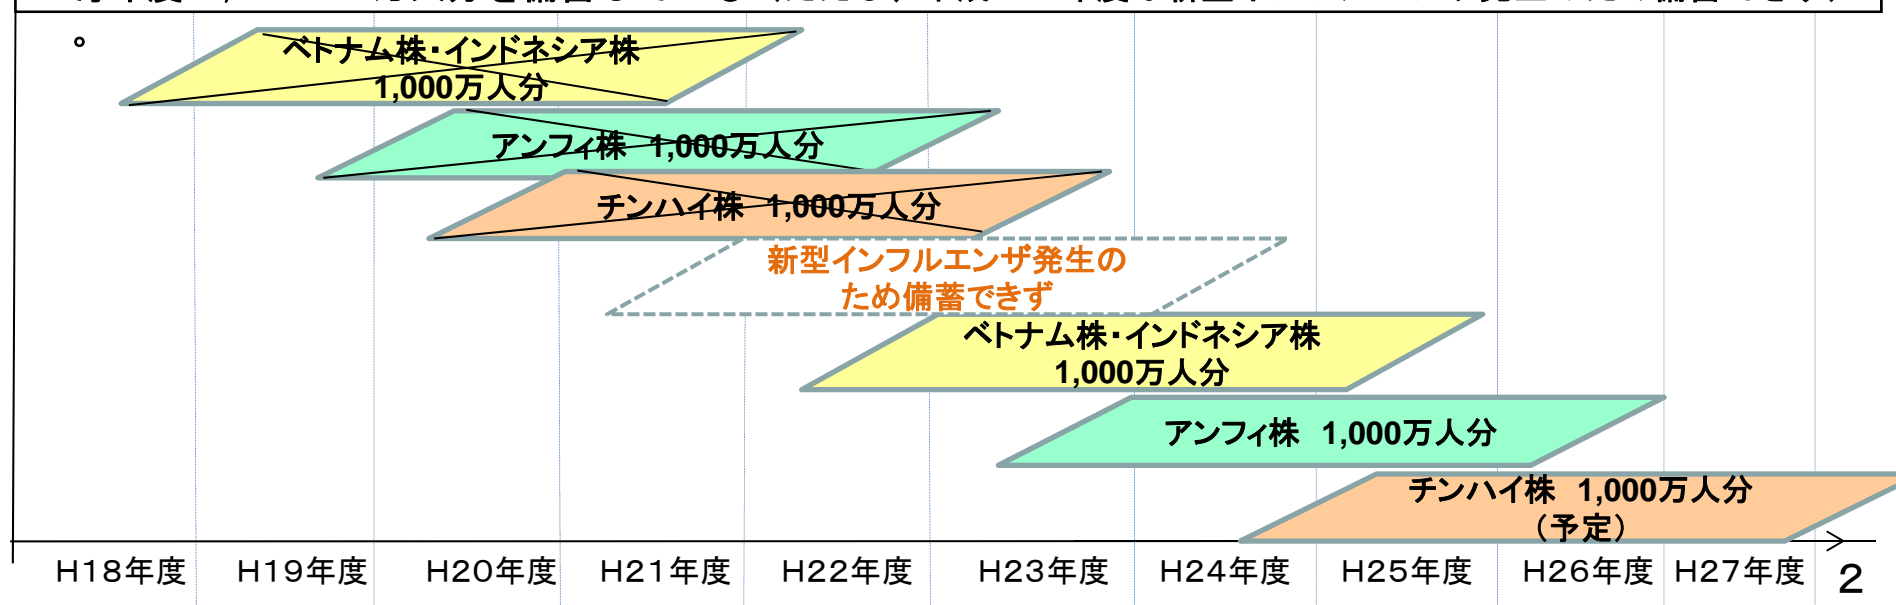 。
ベトナム株・インドネシア株
1,000万人分
アンフィ株　1,000万人分
チンハイ株　1,000万人分
新型インフルエンザ発生の
ため備蓄できず
ベトナム株・インドネシア株
1,000万人分
アンフィ株　1,000万人分
チンハイ株　1,000万人分
（予定）
H18年度 H19年度 H20年度 H21年度 H22年度 H23年度 H24年度 H25年度 H26年度 H27年度
2